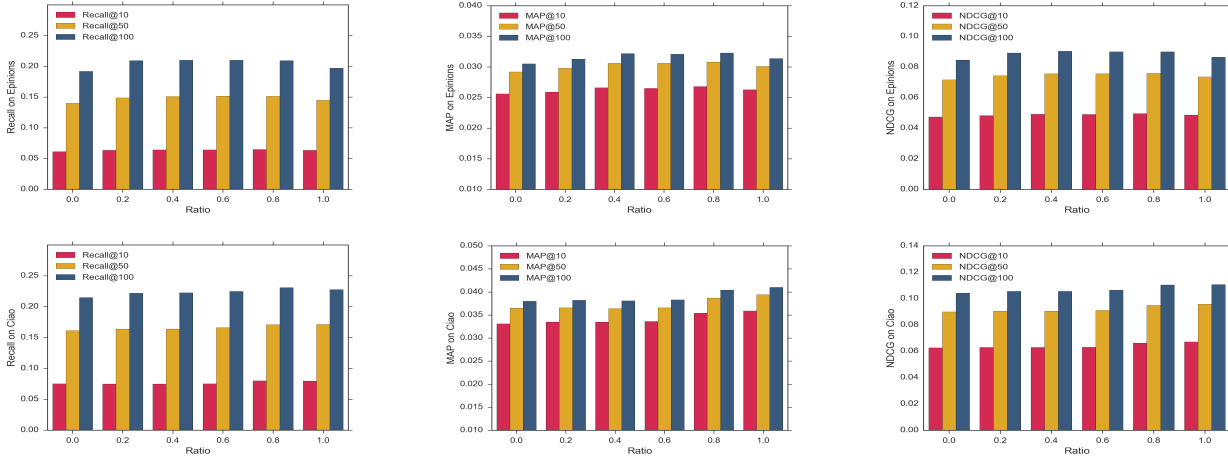 Recall@10
Recall@50
Recall@100
0.25
0.20
0.15
0.10
0.05
0.00
Recall on Epinions
0.0 0.2 0.4 0.6 0.8 1.0
Ratio
MAP@10
MAP@50
MAP@100
0.040
0.035
0.030
0.025
0.020
0.015
0.010
MAP on Epinions
0.0 0.2 0.4 0.6 0.8 1.0
Ratio
NDCG@10
NDCG@50
NDCG@100
0.12
0.10
0.08
0.06
0.04
0.02
0.00
NDCG on Epinions
0.0 0.2 0.4 0.6 0.8 1.0
Ratio
Recall@10
Recall@50
Recall@100
0.25
0.20
0.15
0.10
0.05
0.00
Recall on Ciao
0.0 0.2 0.4 0.6 0.8 1.0
Ratio
MAP@10
MAP@50
MAP@100
0.050
0.045
0.040
0.035
0.030
0.025
0.020
0.015
0.010
MAP on Ciao
0.0 0.2 0.4 0.6 0.8 1.0
Ratio
NDCG@10
NDCG@50
NDCG@100
0.14
0.12
0.10
0.08
0.06
0.04
0.02
0.00
NDCG on Ciao
0.0 0.2 0.4 0.6 0.8 1.0
Ratio